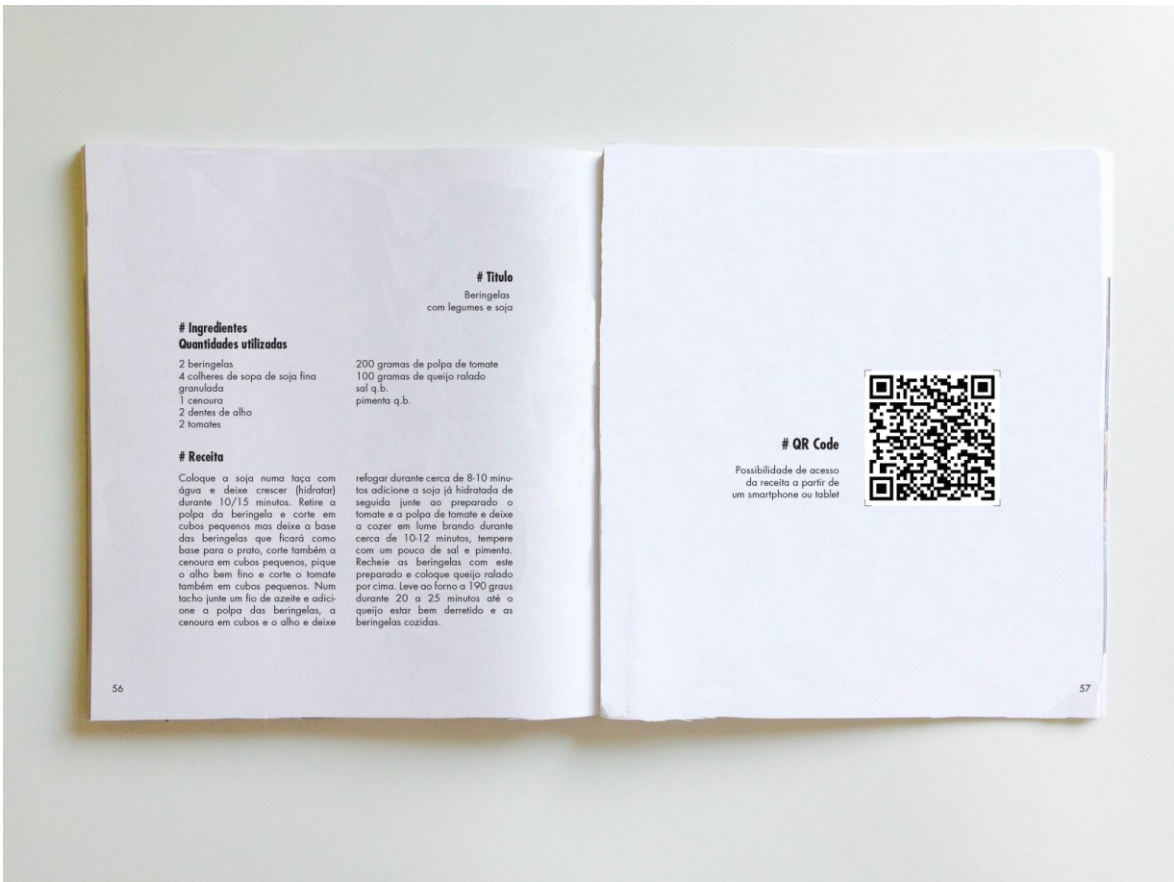 # Titulo
Beringelas
com legumes e soja
# Ingredientes
Quantidades utilizadas
2 beringelas
4 colheres de sopa de soja fina
granulada
1 cenoura
2 dentes de alho
2 tomates
200 gramas de polpa de tomate
100 gramas de queijo ralado
sal q.b.
pimenta q.b.
# Receita
Coloque a soja numa taça com
água e deixe crescer (hidratar)
durante 10/15 minutos. Retire a
polpa da beringela e corte em
cubos pequenos mas deixe a base
das beringelas que ficará como
base para o prato, corte também a
cenoura em cubos pequenos, pique
o alho bem fino e corte o tomate
também em cubos pequenos. Num
tacho junte um fio de azeite e adici-
one a polpa das beringelas, a
cenoura em cubos e o alho e deixe
refogar durante cerca de 8-10 minu-
tos adicione a soja já hidratada de
seguida junte ao preparado o
tomate e a polpa de tomate e deixe
a cozer em lume brando durante
cerca de 10-12 minutos, tempere
com um pouco de sal e pimenta.
Recheie as beringelas com este
preparado e coloque queijo ralado
por cima. Leve ao forno a 190 graus
durante 20 a 25 minutos até o
queijo estar bem derretido e as
beringelas cozidas.
56
# QR Code
Possibilidade de acesso
da receita a partir de
um smartphone ou tablet
57